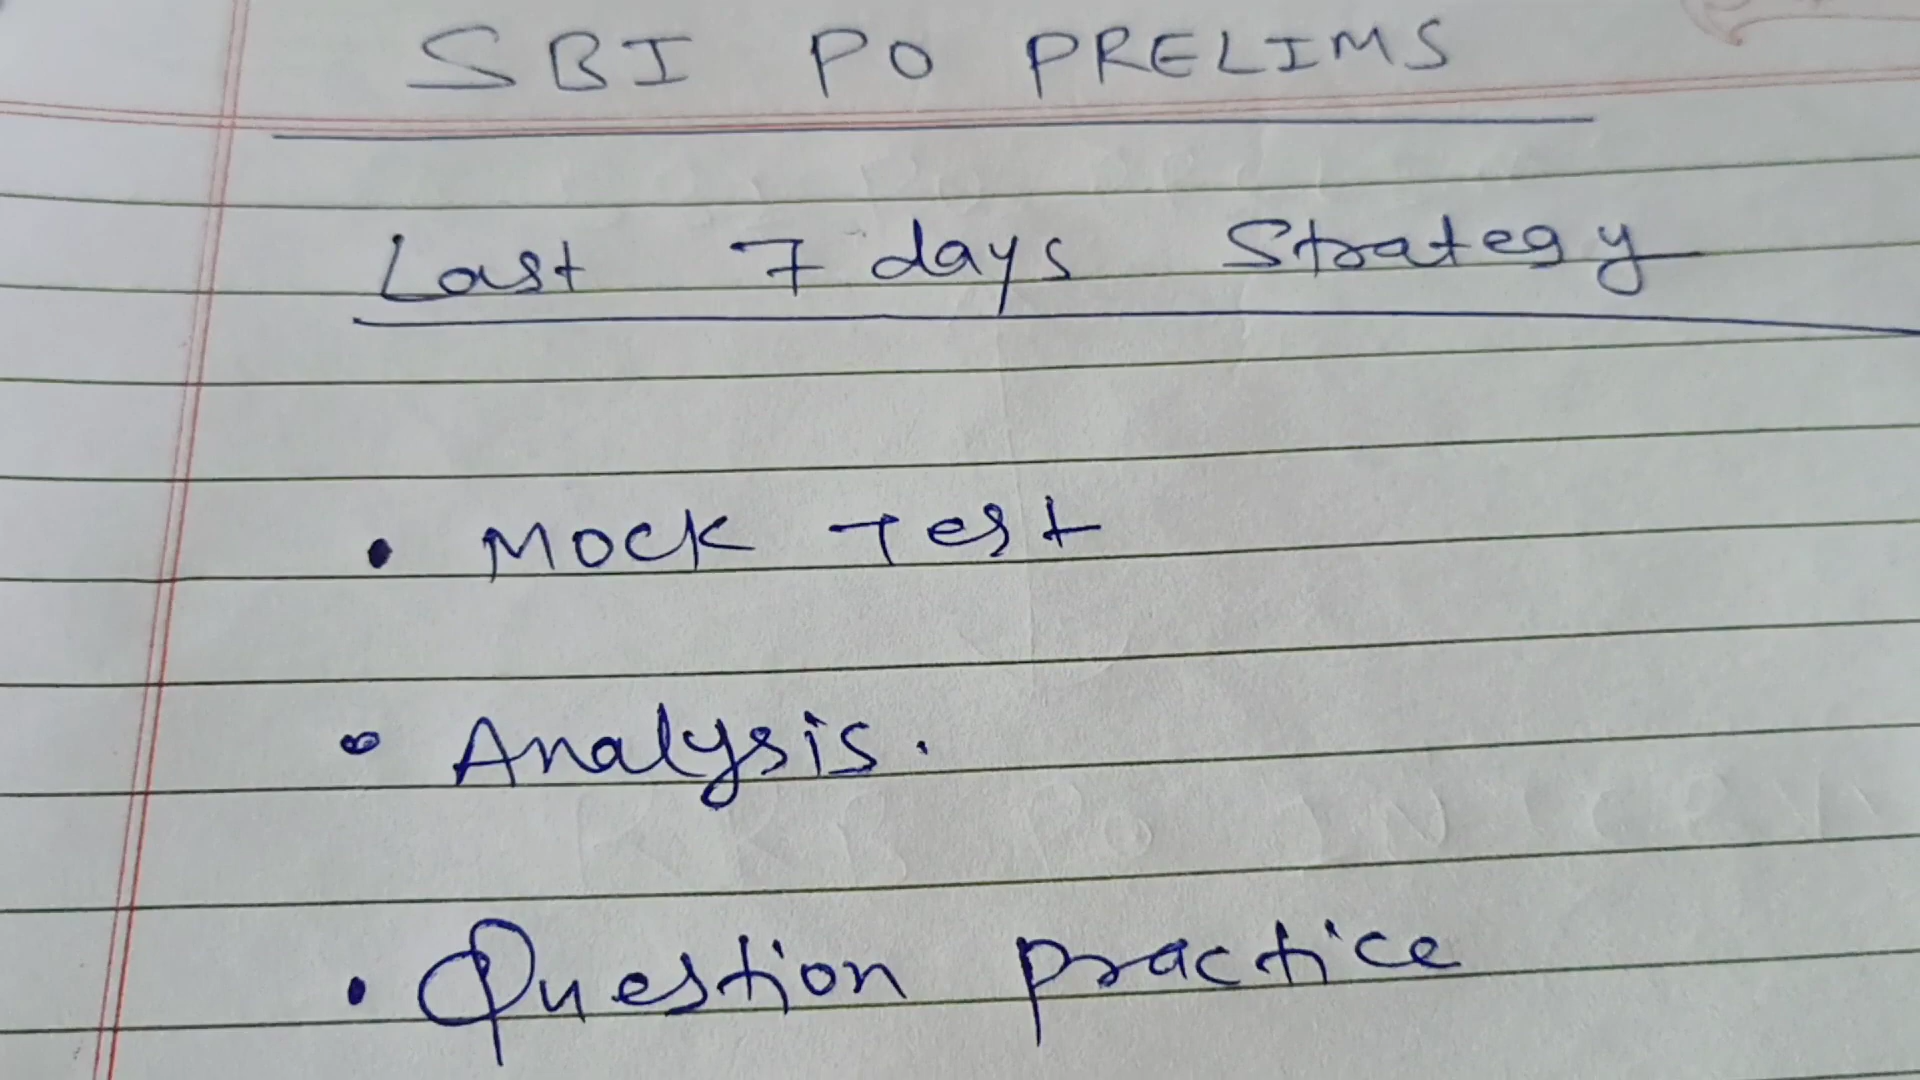 SBI PO PRELIMS
Last 7 days Strategy
• Mock Test
• Analysis.
• Question practice